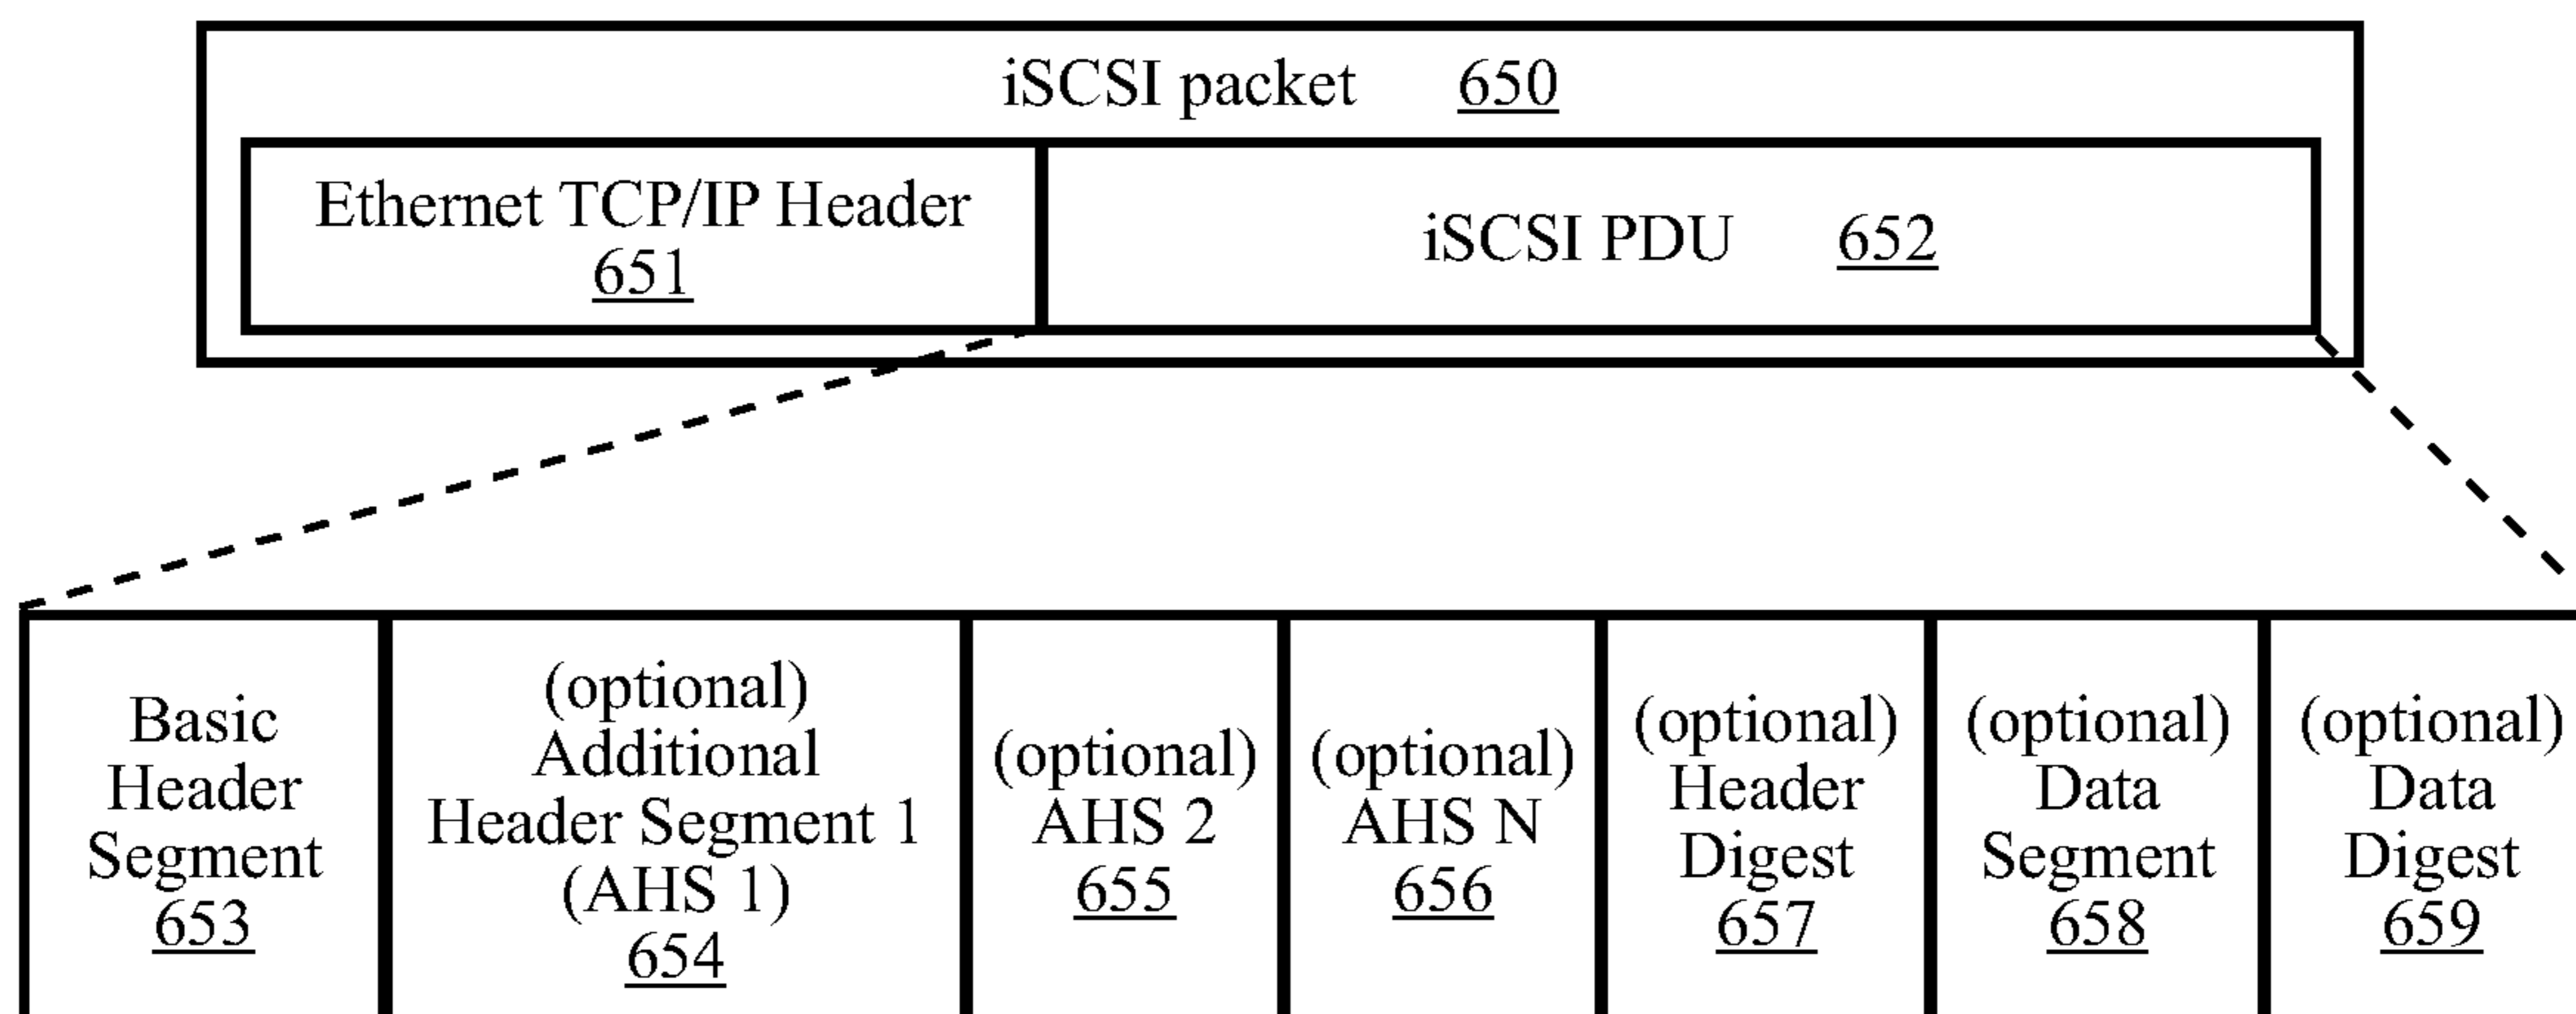 iSCSI packet 650
Ethernet TCP/IP Header
651
iSCSI PDU 652
Basic
Header
Segment
653
(optional)
Additional
Header Segment 1
(AHS 1)
654
(optional)
AHS 2
655
(optional)
AHS N
656
(optional)
Header
Digest
657
(optional)
Data
Segment
658
(optional)
Data
Digest
659